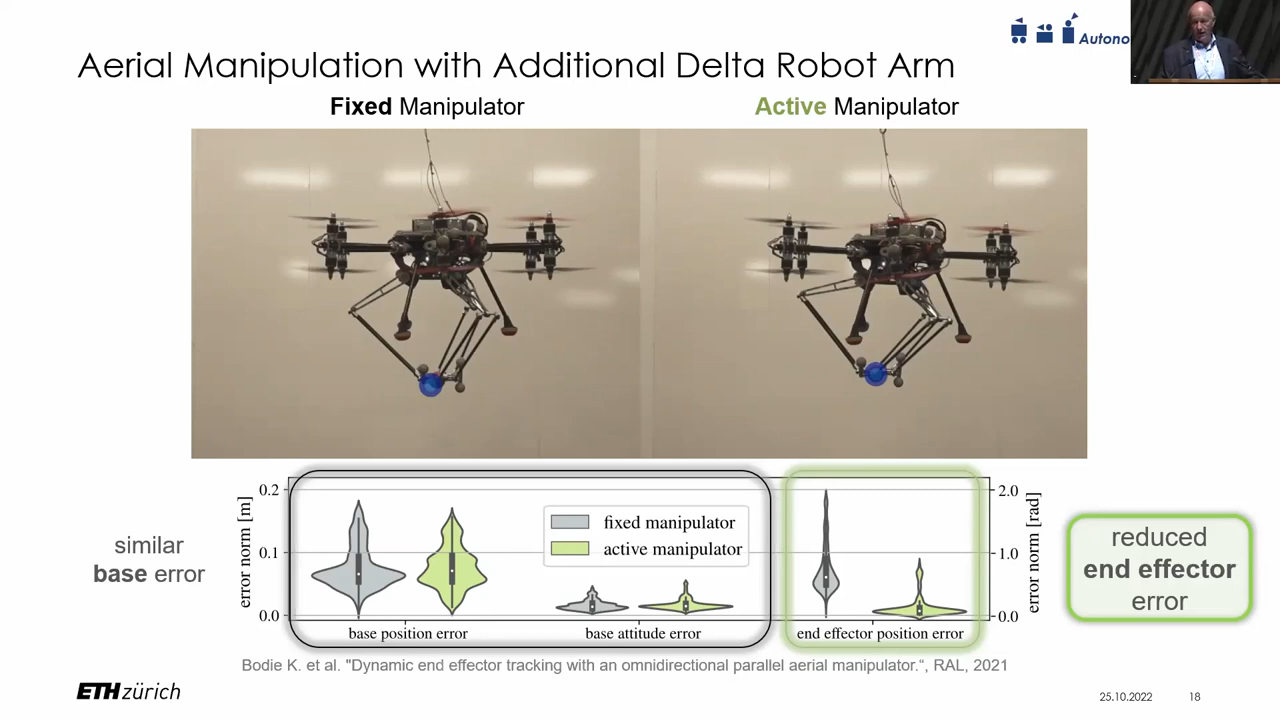 Autono
Aerial Manipulation with Additional Delta Robot Arm
Fixed Manipulator
Active Manipulator
similar
base error
error norm [m]
0.2
0.1
0.0
fixed manipulator
active manipulator
base position error
base attitude error
end effector position error
2.0
1.0
0.0
error norm [rad]
reduced
end effector
error
Bodie K. et al. "Dynamic end effector tracking with an omnidirectional parallel aerial manipulator.“, RAL, 2021
ETH zürich
25.10.2022
18